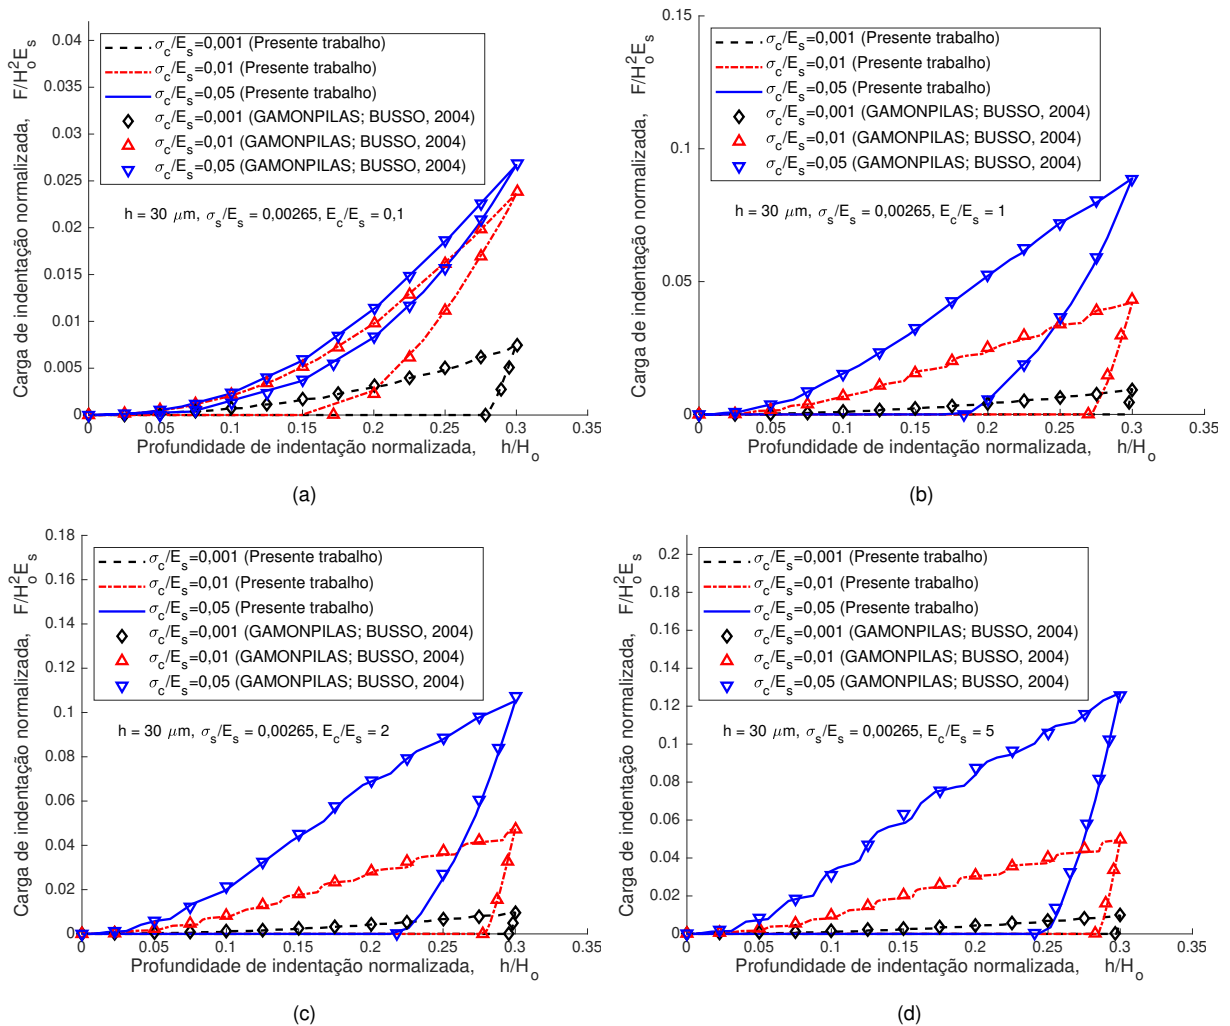 0.04
0.035
0.03
0.025
0.02
0.015
0.01
0.005
0
Carga de indentação normalizada, F/H_o^2E_s
σ_c/E_s=0,001 (Presente trabalho)
σ_c/E_s=0,01 (Presente trabalho)
σ_c/E_s=0,05 (Presente trabalho)
σ_c/E_s=0,001 (GAMONPILAS; BUSSO, 2004)
σ_c/E_s=0,01 (GAMONPILAS; BUSSO, 2004)
σ_c/E_s=0,05 (GAMONPILAS; BUSSO, 2004)
h = 30 μm, σ_s/E_s = 0,00265, E_c/E_s = 0,1
0 0.05 0.1 0.15 0.2 0.25 0.3 0.35
Profundidade de indentação normalizada, h/H_o
(a)
0.15
0.1
0.05
0
Carga de indentação normalizada, F/H_o^2E_s
σ_c/E_s=0,001 (Presente trabalho)
σ_c/E_s=0,01 (Presente trabalho)
σ_c/E_s=0,05 (Presente trabalho)
σ_c/E_s=0,001 (GAMONPILAS; BUSSO, 2004)
σ_c/E_s=0,01 (GAMONPILAS; BUSSO, 2004)
σ_c/E_s=0,05 (GAMONPILAS; BUSSO, 2004)
h = 30 μm, σ_s/E_s = 0,00265, E_c/E_s = 1
0 0.05 0.1 0.15 0.2 0.25 0.3 0.35
Profundidade de indentação normalizada, h/H_o
(b)
0.18
0.16
0.14
0.12
0.1
0.08
0.06
0.04
0.02
0
Carga de indentação normalizada, F/H_o^2E_s
σ_c/E_s=0,001 (Presente trabalho)
σ_c/E_s=0,01 (Presente trabalho)
σ_c/E_s=0,05 (Presente trabalho)
σ_c/E_s=0,001 (GAMONPILAS; BUSSO, 2004)
σ_c/E_s=0,01 (GAMONPILAS; BUSSO, 2004)
σ_c/E_s=0,05 (GAMONPILAS; BUSSO, 2004)
h = 30 μm, σ_s/E_s = 0,00265, E_c/E_s = 2
0 0.05 0.1 0.15 0.2 0.25 0.3 0.35
Profundidade de indentação normalizada, h/H_o
(c)
0.2
0.18
0.16
0.14
0.12
0.1
0.08
0.06
0.04
0.02
0
Carga de indentação normalizada, F/H_o^2E_s
σ_c/E_s=0,001 (Presente trabalho)
σ_c/E_s=0,01 (Presente trabalho)
σ_c/E_s=0,05 (Presente trabalho)
σ_c/E_s=0,001 (GAMONPILAS; BUSSO, 2004)
σ_c/E_s=0,01 (GAMONPILAS; BUSSO, 2004)
σ_c/E_s=0,05 (GAMONPILAS; BUSSO, 2004)
h = 30 μm, σ_s/E_s = 0,00265, E_c/E_s = 5
0 0.05 0.1 0.15 0.2 0.25 0.3 0.35
Profundidade de indentação normalizada, h/H_o
(d)